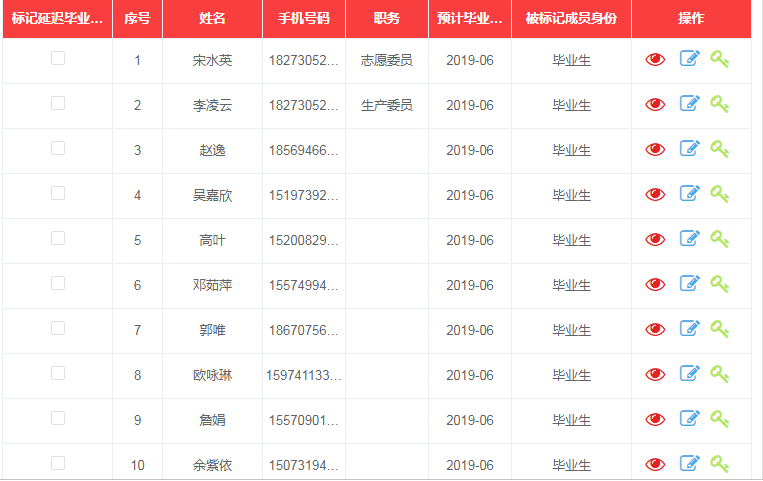 标记延迟毕业... 序号 姓名 手机号码 职务 预计毕业... 被标记成员身份 操作
1 宋水英 18273052... 志愿委员 2019-06 毕业生
2 李凌云 18273052... 生产委员 2019-06 毕业生
3 赵逸 18569466... 2019-06 毕业生
4 吴嘉欣 15197392... 2019-06 毕业生
5 高叶 15200829... 2019-06 毕业生
6 邓茹萍 15574994... 2019-06 毕业生
7 郭唯 18670756... 2019-06 毕业生
8 欧咏琳 159741133... 2019-06 毕业生
9 詹娟 15570901... 2019-06 毕业生
10 余紫依 15073194... 2019-06 毕业生